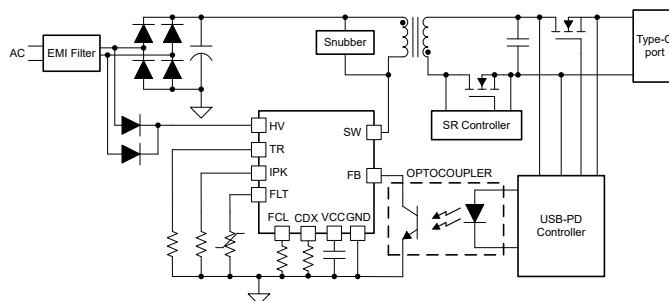 AC
EMI Filter
Snubber
Type-C
port
SR Controller
HV
TR
IPK
FLT
SW
FB
FCL
CDX
VCC
GND
OPTOCOUPLER
USB-PD
Controller